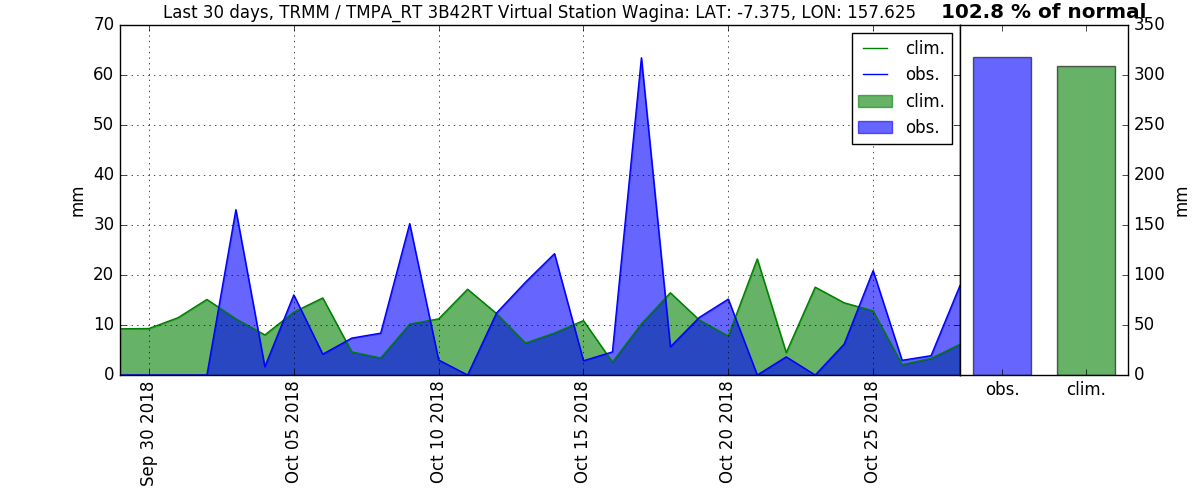 Last 30 days, TRMM / TMPA_RT 3B42RT Virtual Station Wagina: LAT: -7.375, LON: 157.625
102.8 % of normal
70
60
50
40
30
20
10
0
mm
clim.
obs.
clim.
obs.
350
300
250
200
150
100
50
0
mm
Sep 30 2018
Oct 05 2018
Oct 10 2018
Oct 15 2018
Oct 20 2018
Oct 25 2018
obs.
clim.